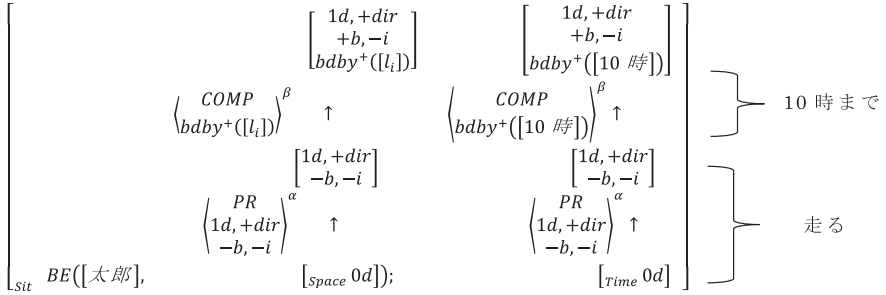 1d, +dir 1d, +dir
+b, −i +b, −i
bdby⁺([lᵢ]) bdby⁺([10 時])
COMP β COMP β
bdby⁺([lᵢ]) ↑ bdby⁺([10 時]) ↑ 10 時まで
[1d, +dir [1d, +dir
−b, −i] −b, −i]
PR α PR α
⟨1d, +dir⟩ ↑ ⟨1d, +dir⟩ ↑ 走る
−b, −i −b, −i
Sit BE([太郎], [Space 0d]); [Time 0d]